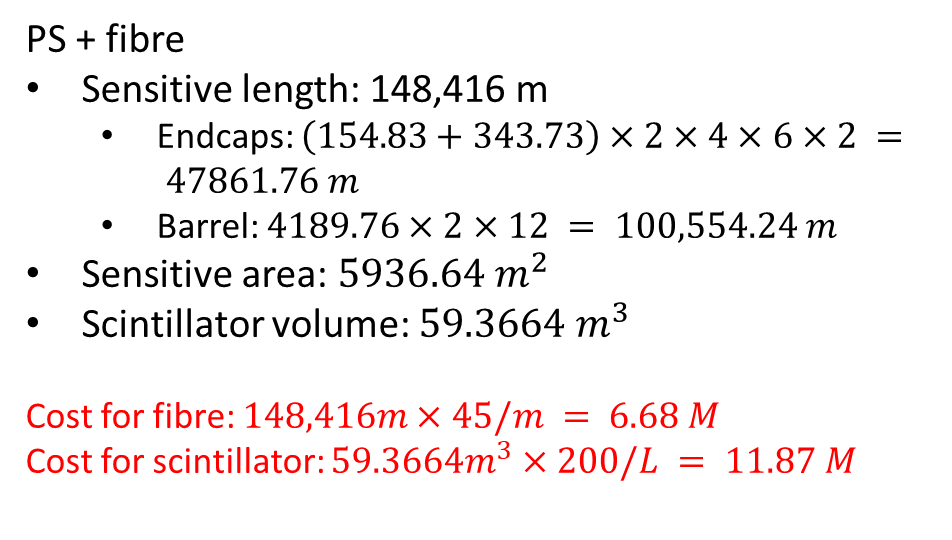 PS + fibre
• Sensitive length: 148,416 m
• Endcaps: (154.83 + 343.73) × 2 × 4 × 6 × 2 =
47861.76 m
• Barrel: 4189.76 × 2 × 12 = 100,554.24 m
• Sensitive area: 5936.64 m²
• Scintillator volume: 59.3664 m³
Cost for fibre: 148,416m × 45/m = 6.68 M
Cost for scintillator: 59.3664m³ × 200/L = 11.87 M